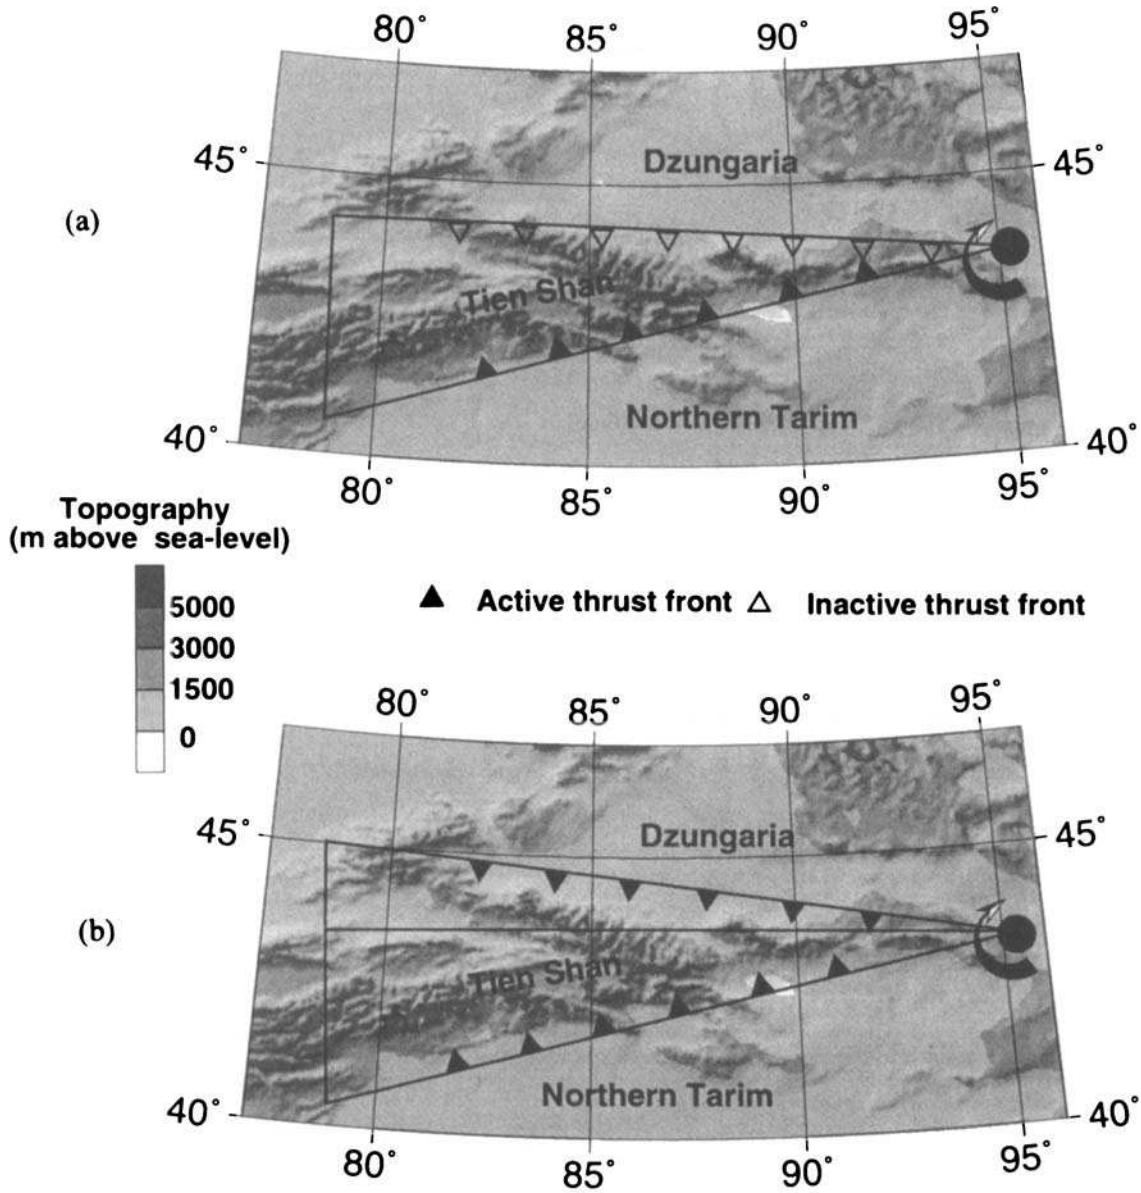 80° 85° 90° 95°
45° 45°
Dzungaria
(a)
Tien Shan
Northern Tarim
40° 40°
80° 85° 90° 95°
Topography
(m above sea-level)
5000
3000
1500
0
Active thrust front
Inactive thrust front
80° 85° 90° 95°
45° 45°
Dzungaria
(b)
Tien Shan
Northern Tarim
40° 40°
80° 85° 90° 95°